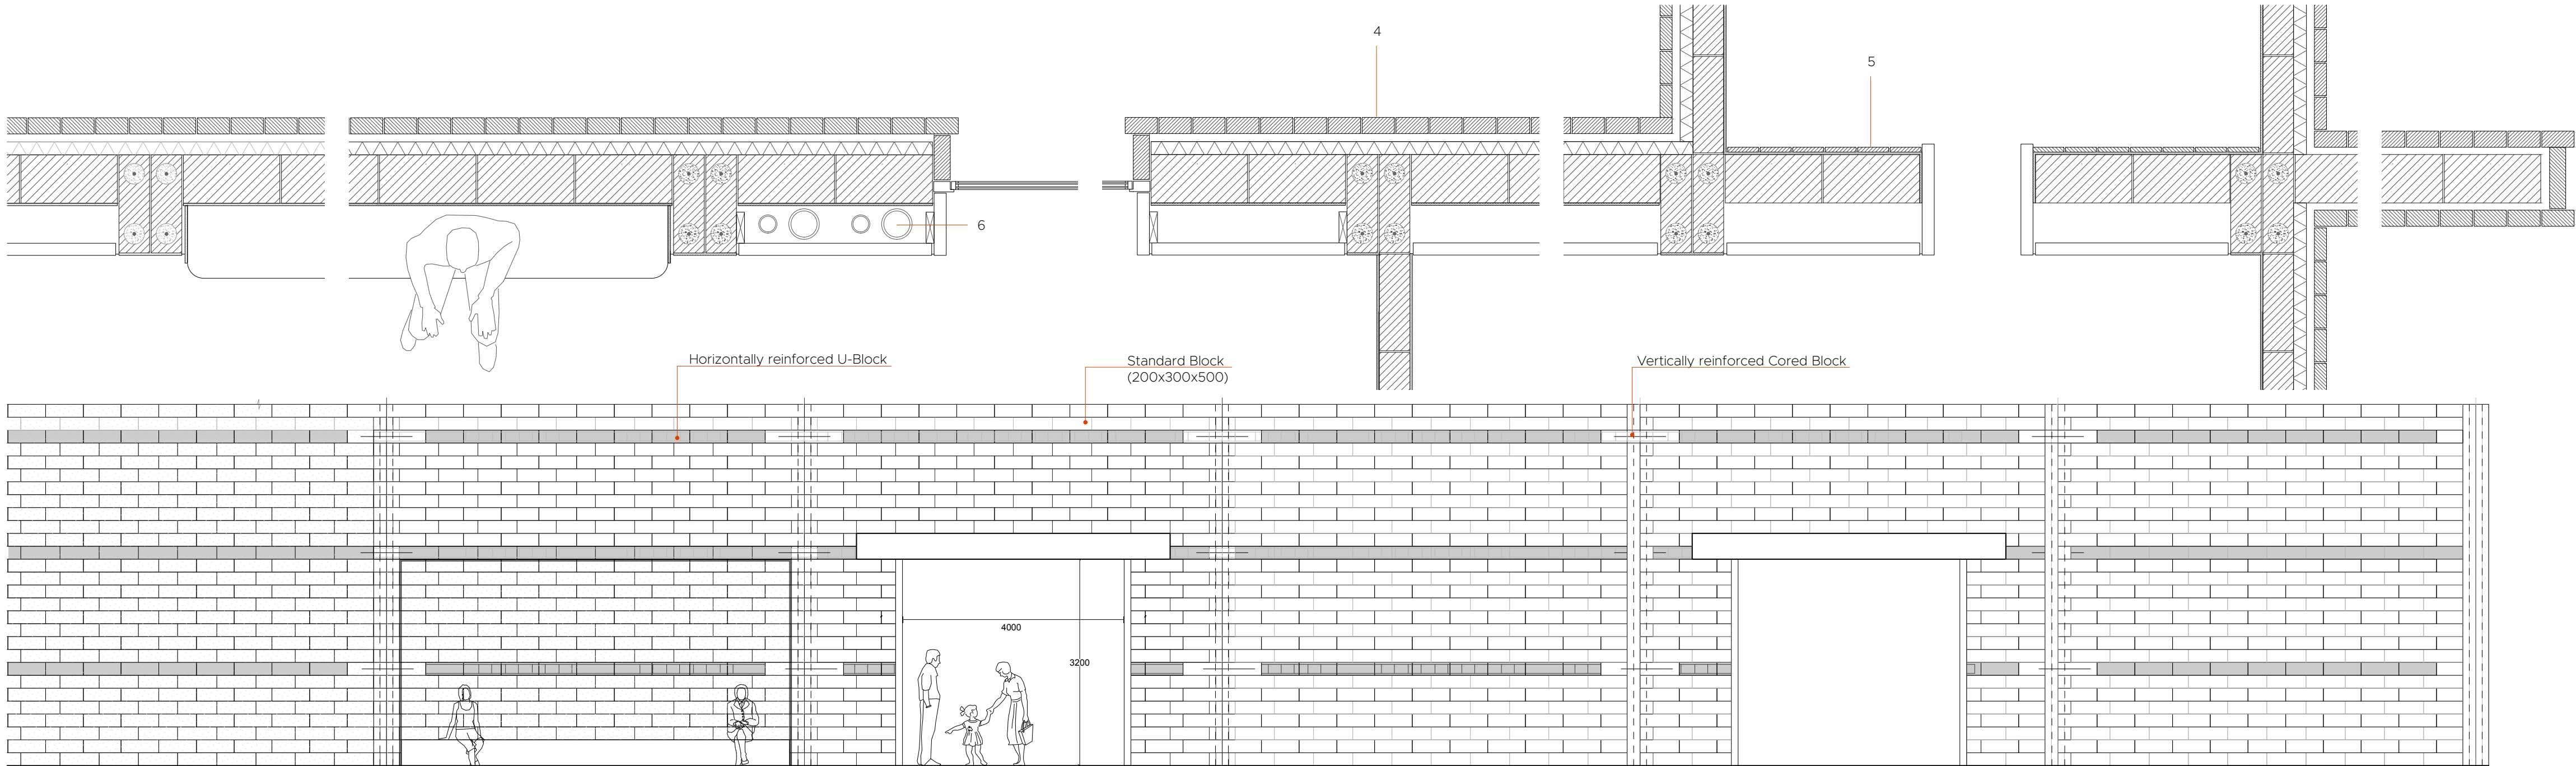 4
5
6
Horizontally reinforced U-Block
Standard Block
(200x300x500)
Vertically reinforced Cored Block
4000
3200